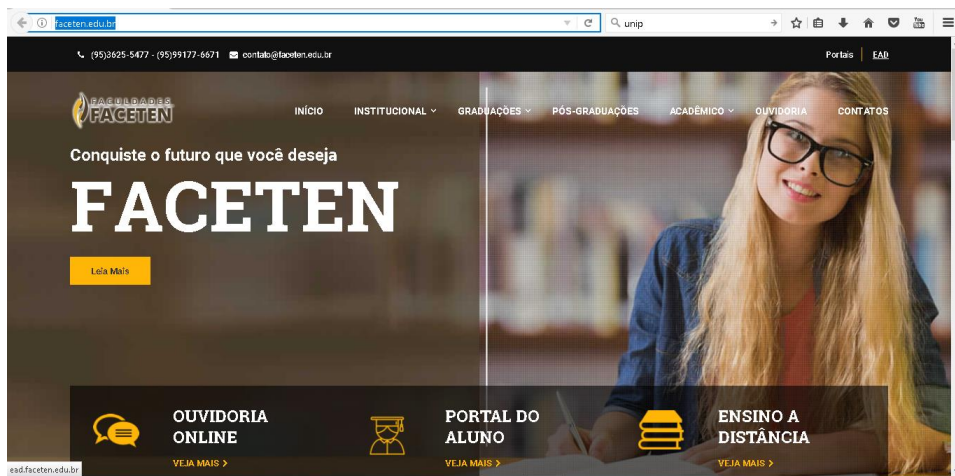 faceten.edu.br
unip
(95)3625-5477 - (95)99177-6671 contato@faceten.edu.br
Portais EAD
FACULDADES
FACETEN
INÍCIO INSTITUCIONAL GRADUAÇÕES PÓS-GRADUAÇÕES ACADÊMICO OUVIDORIA CONTATOS
Conquiste o futuro que você deseja
FACETEN
Leia Mais
OUVIDORIA
ONLINE
VEJA MAIS >
PORTAL DO
ALUNO
VEJA MAIS >
ENSINO A
DISTÂNCIA
VEJA MAIS >
ead.faceten.edu.br